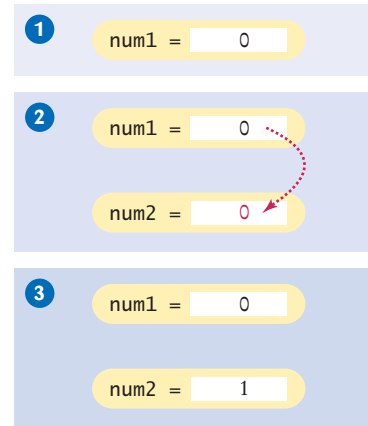 1
num1 = 0
2
num1 = 0
num2 = 0
3
num1 = 0
num2 = 1